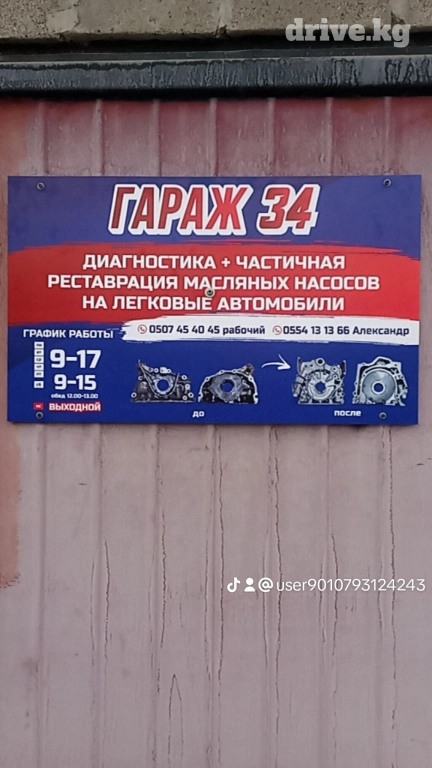 drive.kg
ГАРАЖ 34
ДИАГНОСТИКА + ЧАСТИЧНАЯ
РЕСТАВРАЦИЯ МАСЛЯНЫХ НАСОСОВ
НА ЛЕГКОВЫЕ АВТОМОБИЛИ
ГРАФИК РАБОТЫ
0507 45 40 45 рабочий 0554 13 13 66 Александр
9-17
9-15
обед 12.00-13.00
ВЫХОДНОЙ
до после
@user9010793124243